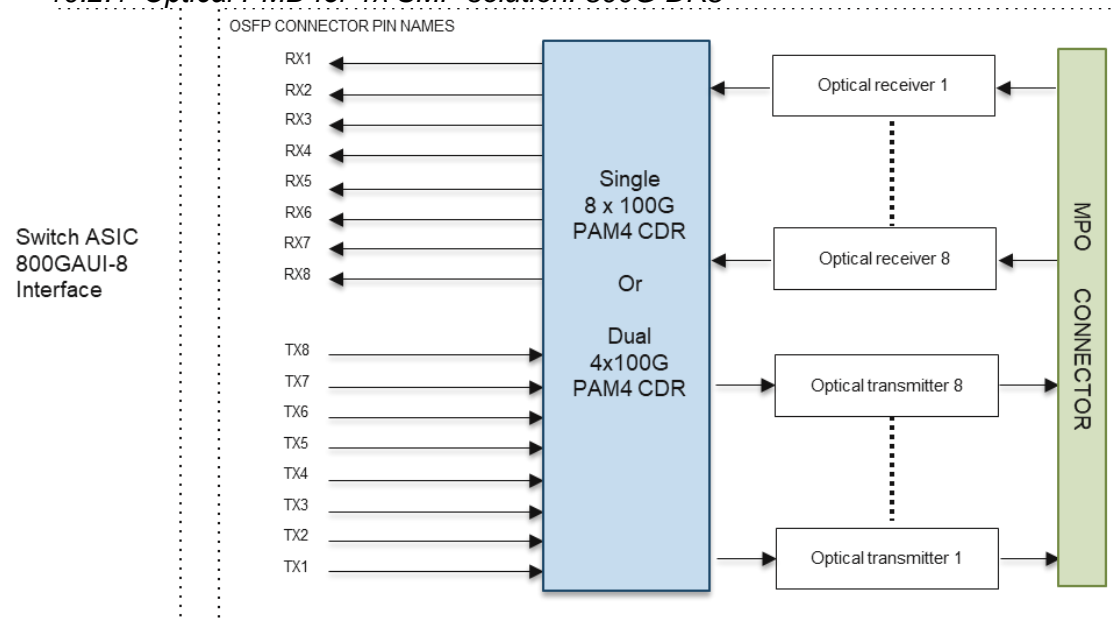 OSFP CONNECTOR PIN NAMES
RX1
RX2
RX3
RX4
RX5
RX6
RX7
RX8
TX8
TX7
TX6
TX5
TX4
TX3
TX2
TX1
Switch ASIC
800GAUI-8
Interface
Single
8 x 100G
PAM4 CDR
Or
Dual
4x100G
PAM4 CDR
Optical receiver 1
Optical receiver 8
Optical transmitter 8
Optical transmitter 1
MPO CONNECTOR